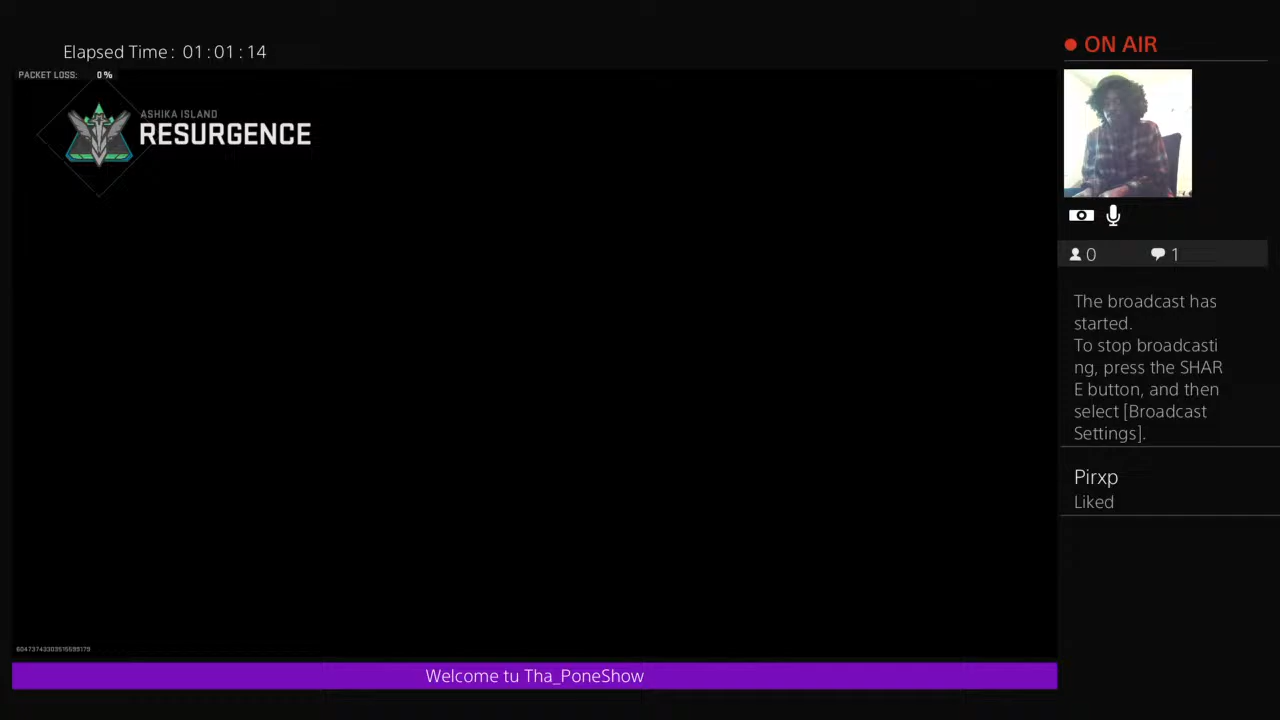 Elapsed Time: 01:01:14
ON AIR
PACKET LOSS: 0 %
ASHIKA ISLAND
RESURGENCE
0 1
The broadcast has
started.
To stop broadcasti
ng, press the SHAR
E button, and then
select [Broadcast
Settings].
Pirxp
Liked
Welcome tu Tha_PoneShow